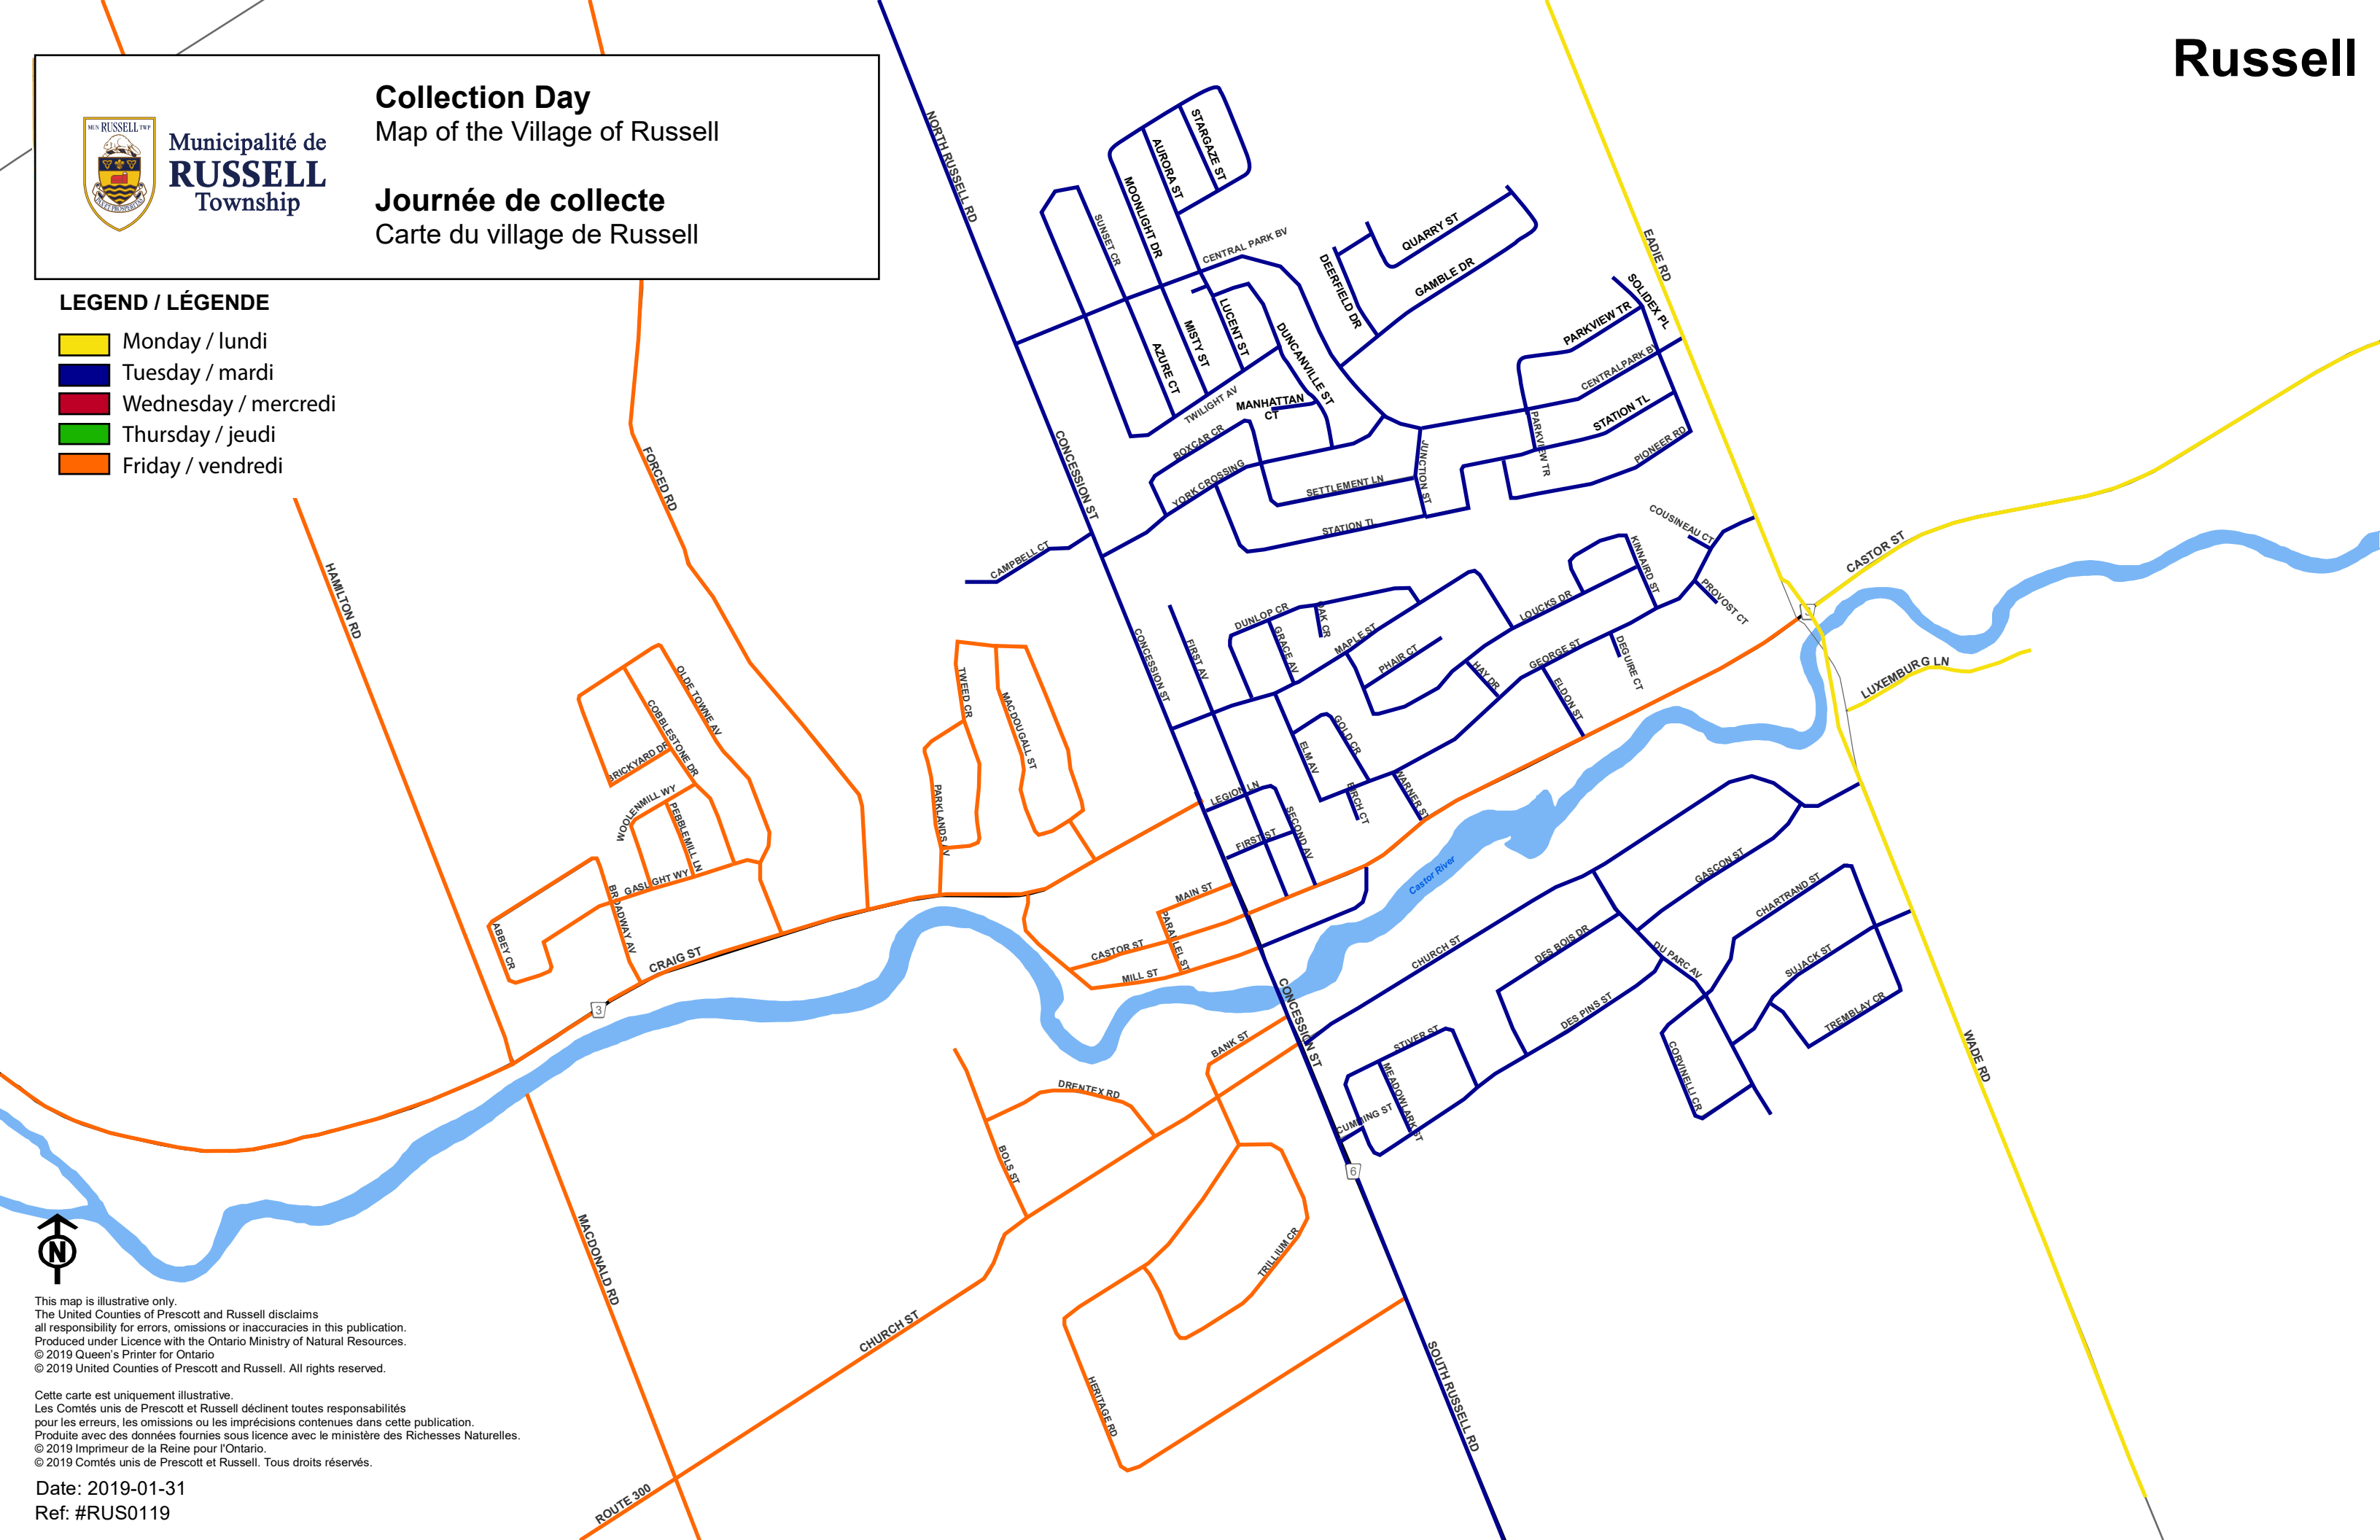 Russell
MUN RUSSELL TWP
Municipalité de
RUSSELL
Township
Collection Day
Map of the Village of Russell
Journée de collecte
Carte du village de Russell
LEGEND / LÉGENDE
Monday / lundi
Tuesday / mardi
Wednesday / mercredi
Thursday / jeudi
Friday / vendredi
NORTH RUSSELL RD
STARGAZE ST
AURORA ST
MOONLIGHT DR
SUNSET CR
CENTRAL PARK BV
QUARRY ST
DEERFIELD DR
GAMBLE DR
EADIE RD
SOLIDEX PL
PARKVIEW TR
CENTRALPARK BV
LUCENT ST
MISTY ST
AZURE CT
DUNCANVILLE ST
TWILIGHT AV
MANHATTAN
CT
BOXCAR CR
YORK CROSSING
SETTLEMENT LN
JUNCTION ST
STATION TL
PARKVIEW TR
STATION TL
PIONEER RD
CONCESSION ST
CAMPBELL CT
FORCED RD
HAMILTON RD
COUSINEAU CT
KINNAIRD ST
PROVOST CT
CASTOR ST
LUXEMBURG LN
DUNLOP CR
OAK CR
GRACE AV
MAPLE ST
PHAIR CT
LOUCKS DR
HAY DR
GEORGE ST
DEGUIRE CT
ELDON ST
CONCESSION ST
FIRST AV
GOLD CR
ELM AV
BIRCH CT
WARNER ST
LEGION LN
SECOND AV
FIRST ST
OLDE TOWNE AV
COBBLESTONE DR
BRICKYARD DR
WOOLENMILL WY
PEBBLEMILL LN
GASLIGHT WY
BROADWAY AV
ABBEY CR
CRAIG ST
3
TWEED CR
MACDOUGALL ST
PARKLANDS AV
MAIN ST
PARALLEL ST
CASTOR ST
MILL ST
Castor River
CHURCH ST
GASCON ST
CHARTRAND ST
DES BOIS DR
DU PARC AV
SUJACK ST
DES PINS ST
TREMBLAY CR
CORVINELLI CR
CONCESSION ST
STIVER ST
MEADOWLARK ST
CUMMING ST
6
BANK ST
DRENTEX RD
BOLS ST
TRILLIUM CR
HERITAGE RD
CHURCH ST
MACDONALD RD
ROUTE 300
SOUTH RUSSELL RD
WADE RD
N
This map is illustrative only.
The United Counties of Prescott and Russell disclaims
all responsibility for errors, omissions or inaccuracies in this publication.
Produced under Licence with the Ontario Ministry of Natural Resources.
© 2019 Queen's Printer for Ontario
© 2019 United Counties of Prescott and Russell. All rights reserved.
Cette carte est uniquement illustrative.
Les Comtés unis de Prescott et Russell déclinent toutes responsabilités
pour les erreurs, les omissions ou les imprécisions contenues dans cette publication.
Produite avec des données fournies sous licence avec le ministère des Richesses Naturelles.
© 2019 Imprimeur de la Reine pour l'Ontario.
© 2019 Comtés unis de Prescott et Russell. Tous droits réservés.
Date: 2019-01-31
Ref: #RUS0119